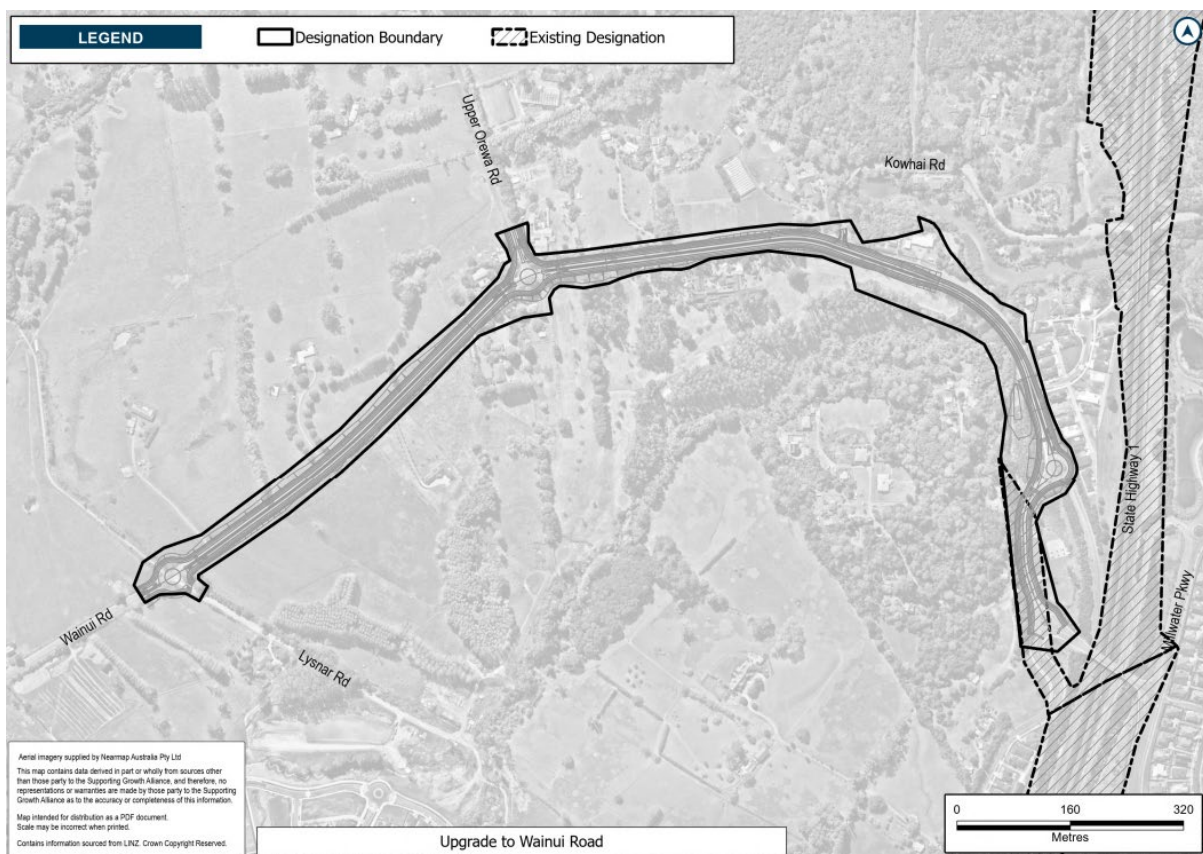 LEGEND
Designation Boundary
Existing Designation
Upper Orewa Rd
Kowhai Rd
State Highway 1
Wainui Rd
Lysnar Rd
Aerial imagery supplied by Nearmap Australia Pty Ltd
This map contains data derived in part or wholly from sources other
than those party to the Supporting Growth Alliance, and therefore, no
representations or warranties are made by those party to the Supporting
Growth Alliance as to the accuracy or completeness of this information.
Map intended for distribution as a PDF document.
Scale may be incorrect when printed.
Contains information sourced from LINZ. Crown Copyright Reserved.
Upgrade to Wainui Road
0 160 320
Metres